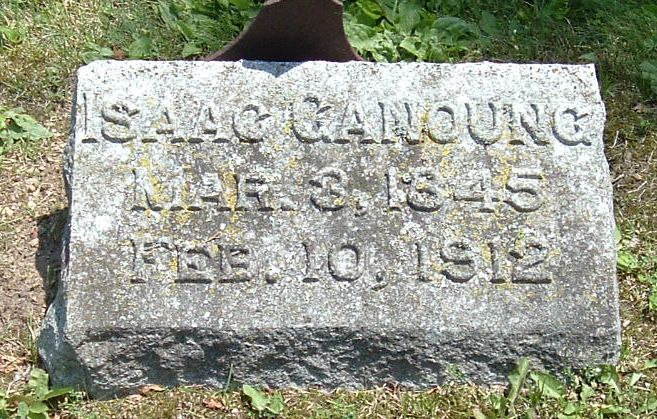 ISAAC GANOUNG
MAR. 3, 1845
FEB. 10, 1912